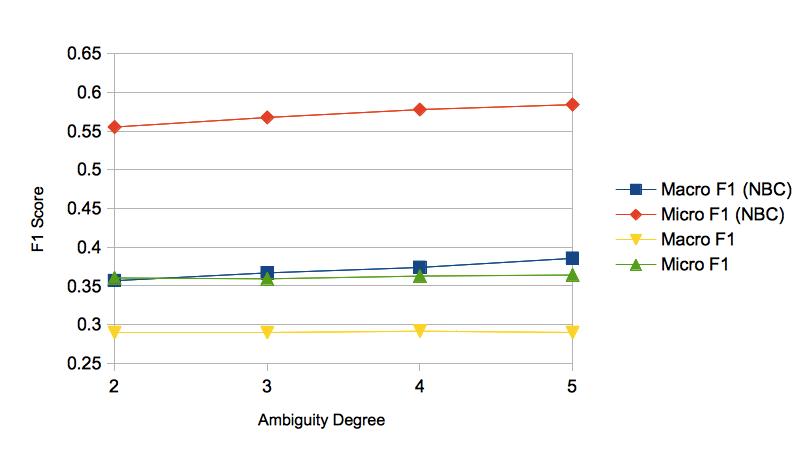 0.65
0.6
0.55
0.5
0.45
0.4
0.35
0.3
0.25
F1 Score
2 3 4 5
Ambiguity Degree
Macro F1 (NBC)
Micro F1 (NBC)
Macro F1
Micro F1